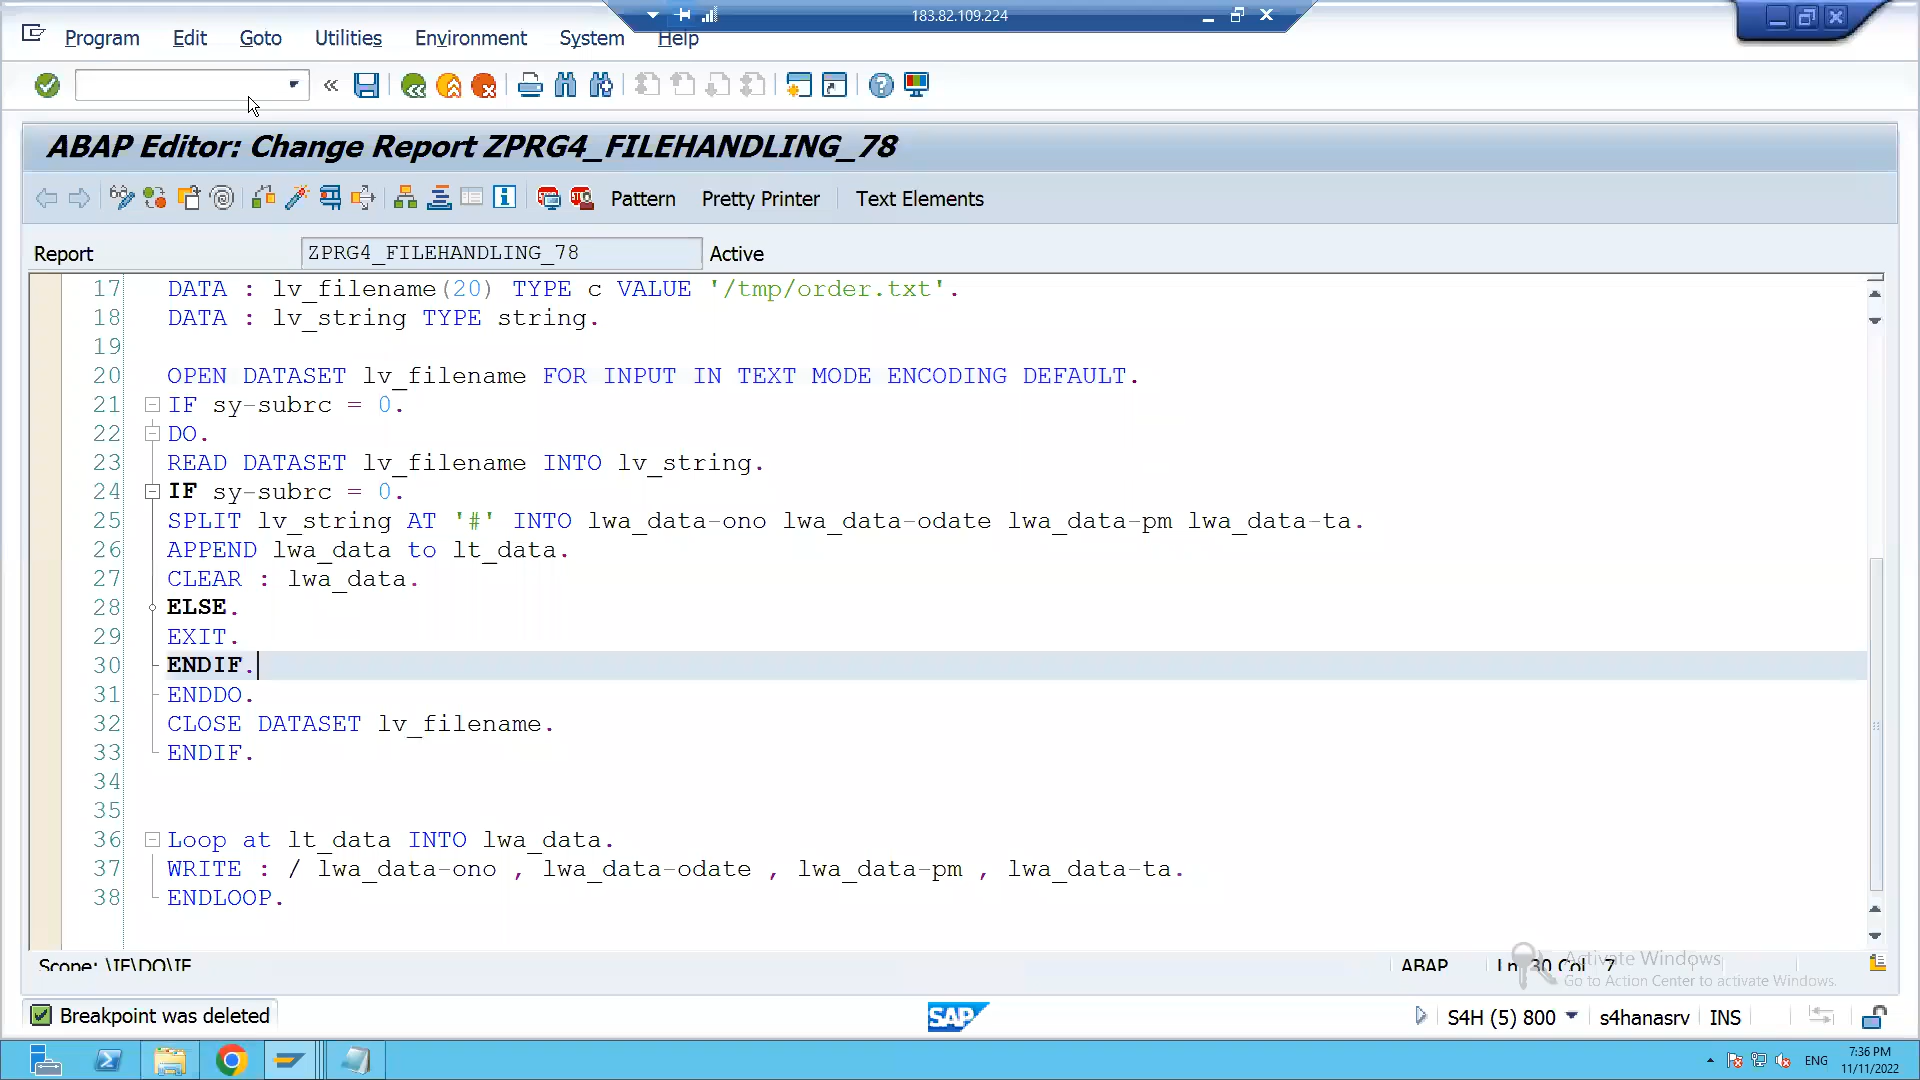 183.82.109.224
Program Edit Goto Utilities Environment System Help
ABAP Editor: Change Report ZPRG4_FILEHANDLING_78
Pattern Pretty Printer Text Elements
Report ZPRG4_FILEHANDLING_78 Active
17 DATA : lv_filename(20) TYPE c VALUE '/tmp/order.txt'.
18 DATA : lv_string TYPE string.
19
20 OPEN DATASET lv_filename FOR INPUT IN TEXT MODE ENCODING DEFAULT.
21 IF sy-subrc = 0.
22 DO.
23 READ DATASET lv_filename INTO lv_string.
24 IF sy-subrc = 0.
25 SPLIT lv_string AT '#' INTO lwa_data-ono lwa_data-odate lwa_data-pm lwa_data-ta.
26 APPEND lwa_data to lt_data.
27 CLEAR : lwa_data.
28 ELSE.
29 EXIT.
30 ENDIF.
31 ENDDO.
32 CLOSE DATASET lv_filename.
33 ENDIF.
34
35
36 Loop at lt_data INTO lwa_data.
37 WRITE : / lwa_data-ono , lwa_data-odate , lwa_data-pm , lwa_data-ta.
38 ENDLOOP.
Scope: \IF\DO\IF ABAP Ln 30 Col 7
Activate Windows
Go to Action Center to activate Windows.
Breakpoint was deleted SAP S4H (5) 800 s4hanasrv INS
ENG 7:36 PM
11/11/2022